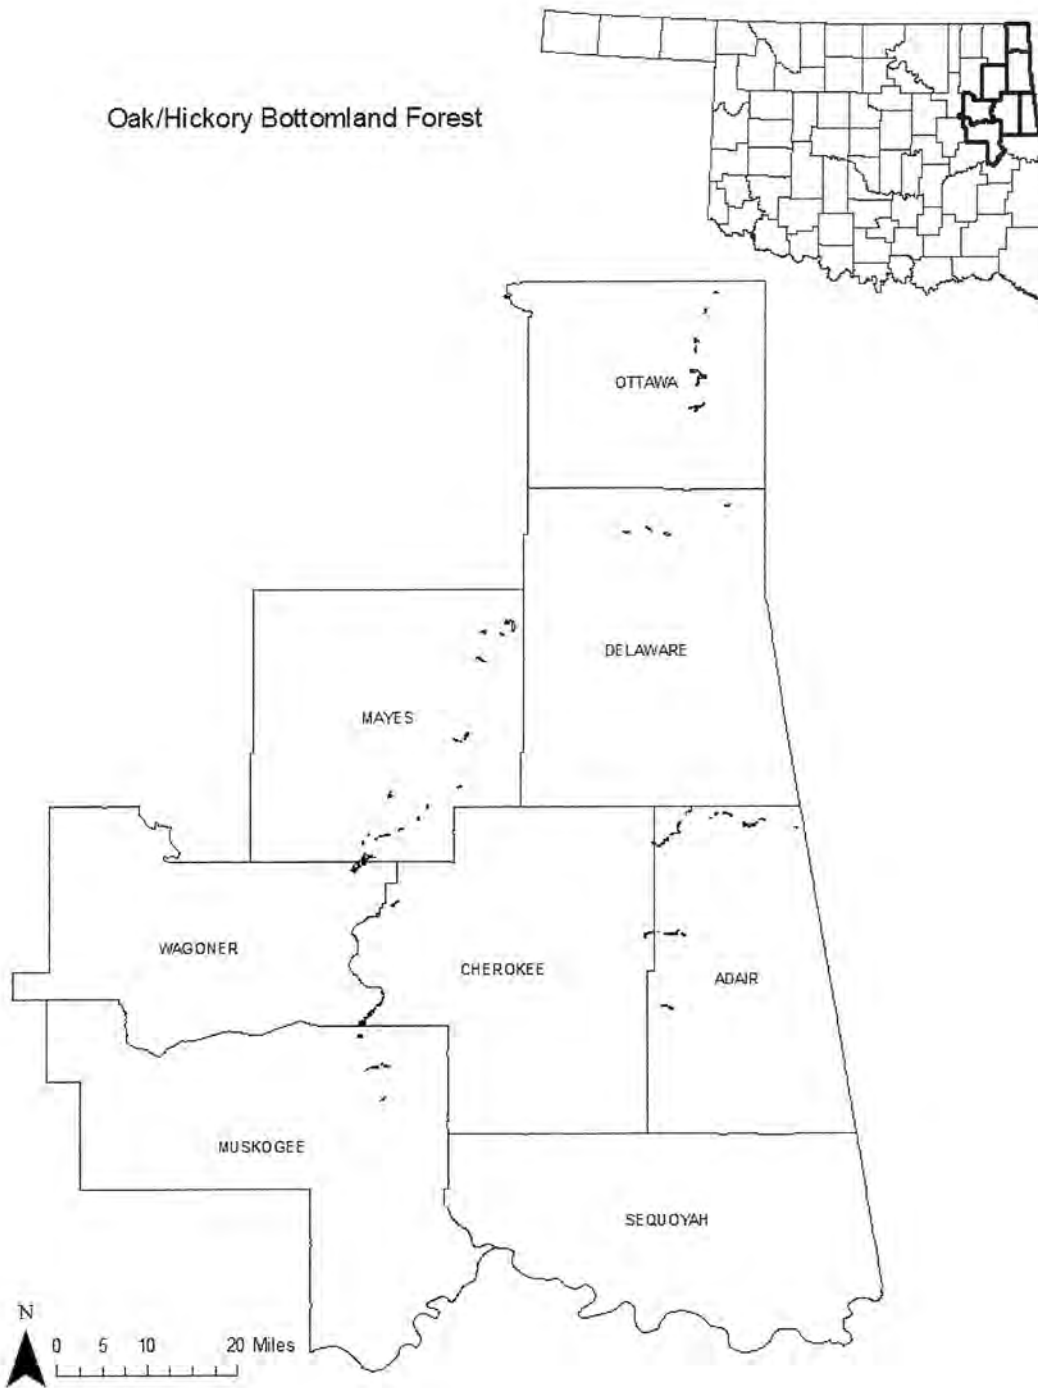 Oak/Hickory Bottomland Forest
OTTAWA
DELAWARE
MAYES
WAGONER
CHEROKEE
ADAIR
MUSKOGEE
SEQUOYAH
N
0 5 10 20 Miles